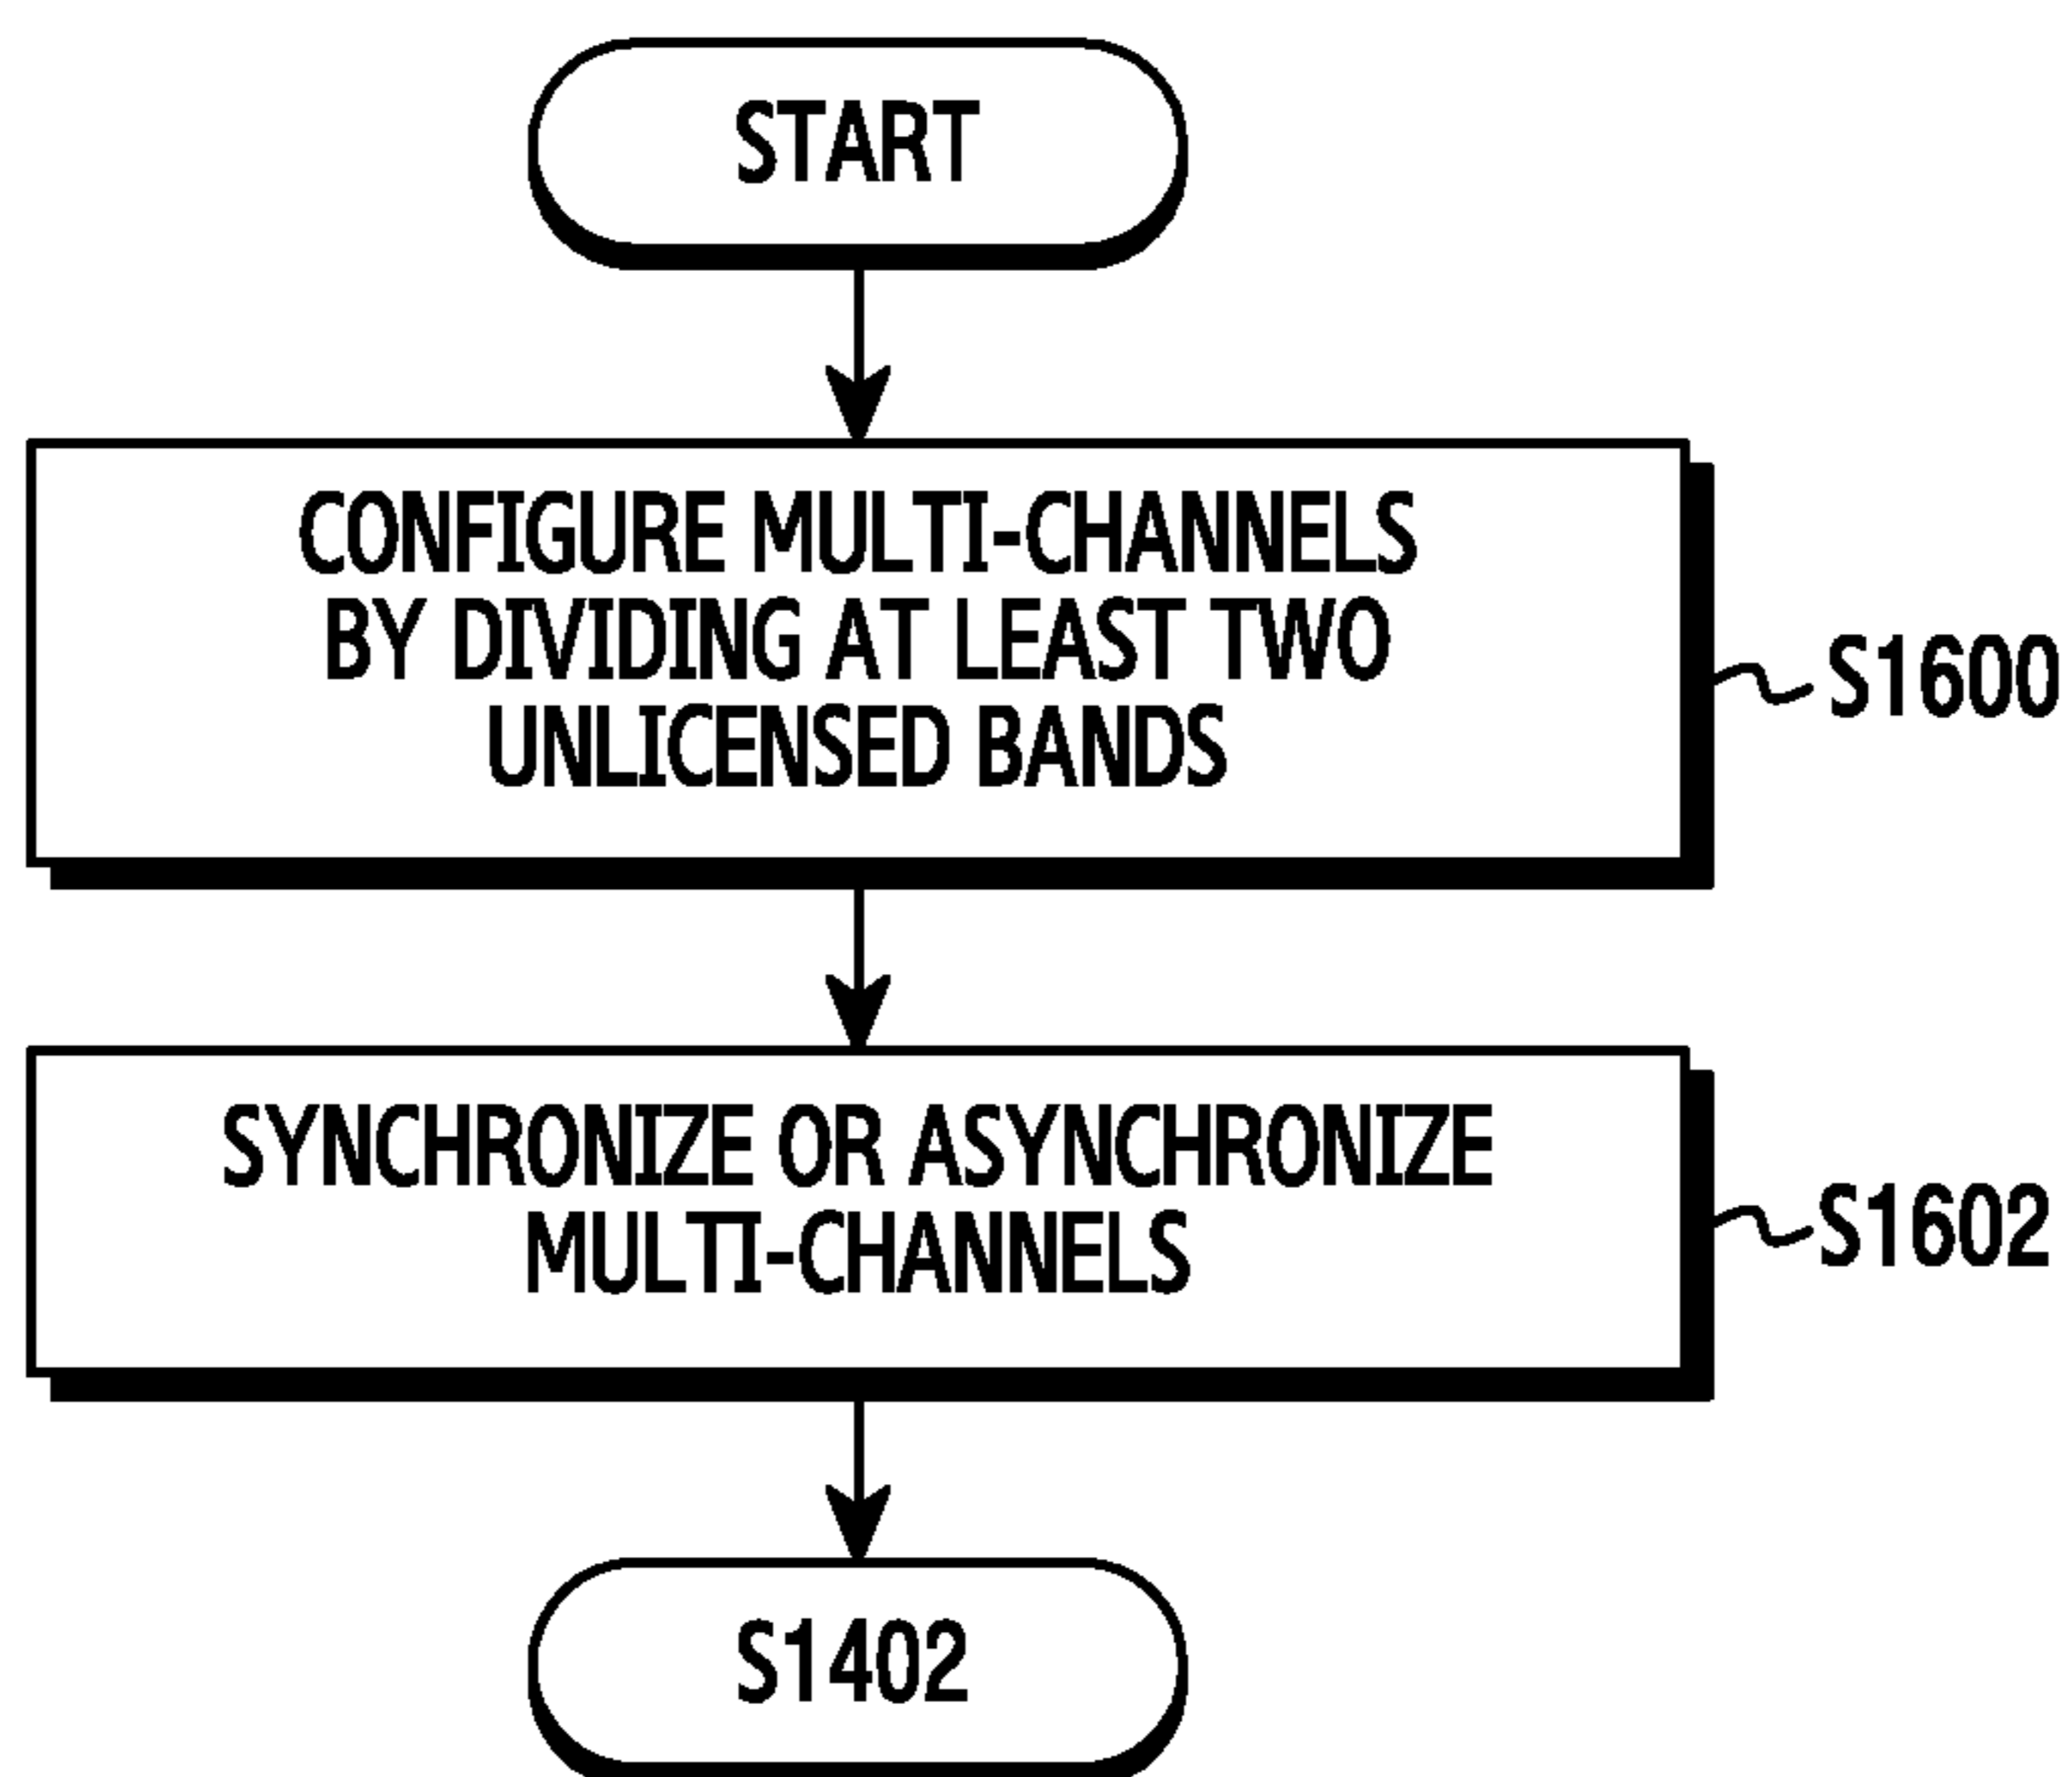 START
CONFIGURE MULTI-CHANNELS
BY DIVIDING AT LEAST TWO
UNLICENSED BANDS
S1600
SYNCHRONIZE OR ASYNCHRONIZE
MULTI-CHANNELS
S1602
S1402